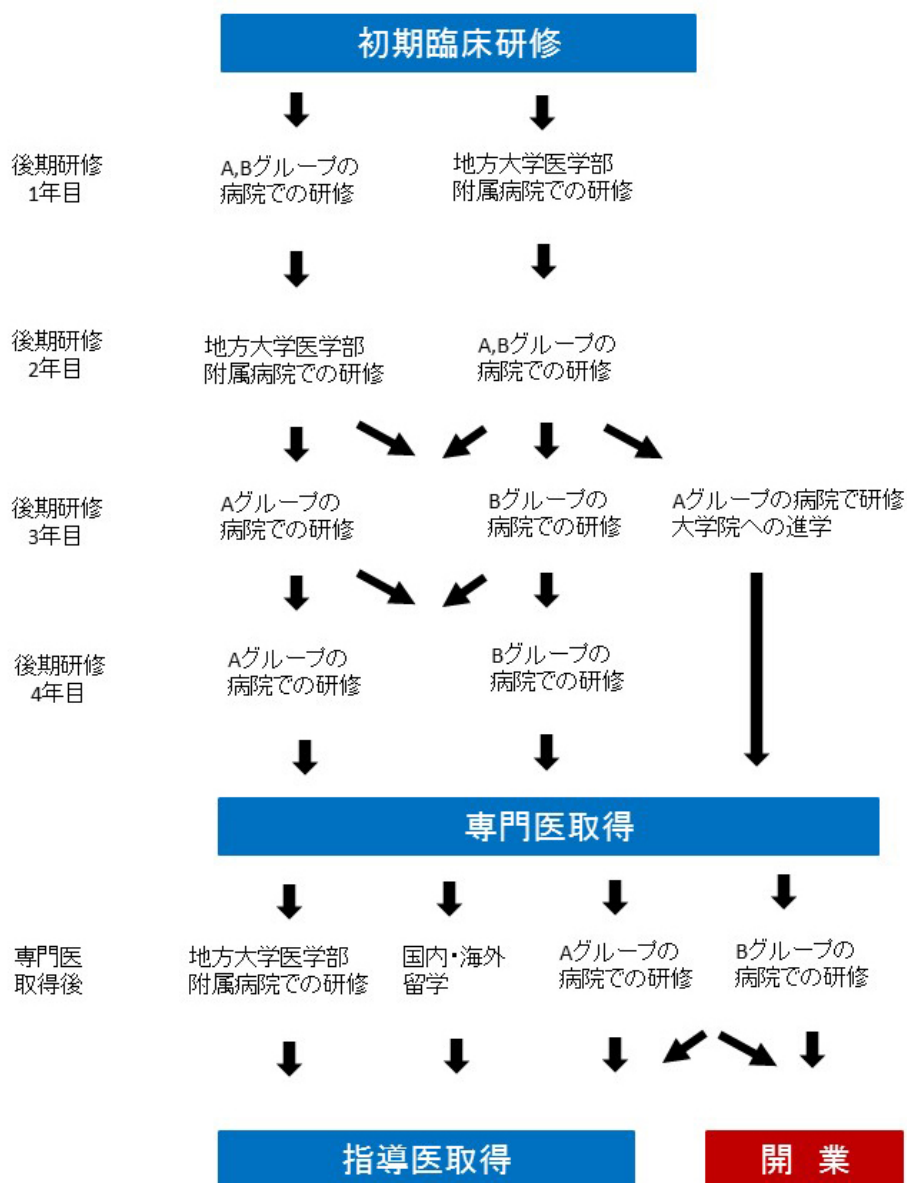 初期臨床研修
後期研修
1年目
A,Bグループの
病院での研修
地方大学医学部
附属病院での研修
後期研修
2年目
地方大学医学部
附属病院での研修
A,Bグループの
病院での研修
後期研修
3年目
Aグループの
病院での研修
Bグループの
病院での研修
Aグループの病院で研修
大学院への進学
後期研修
4年目
Aグループの
病院での研修
Bグループの
病院での研修
専門医取得
専門医
取得後
地方大学医学部
附属病院での研修
国内・海外
留学
Aグループの
病院での研修
Bグループの
病院での研修
指導医取得
開 業